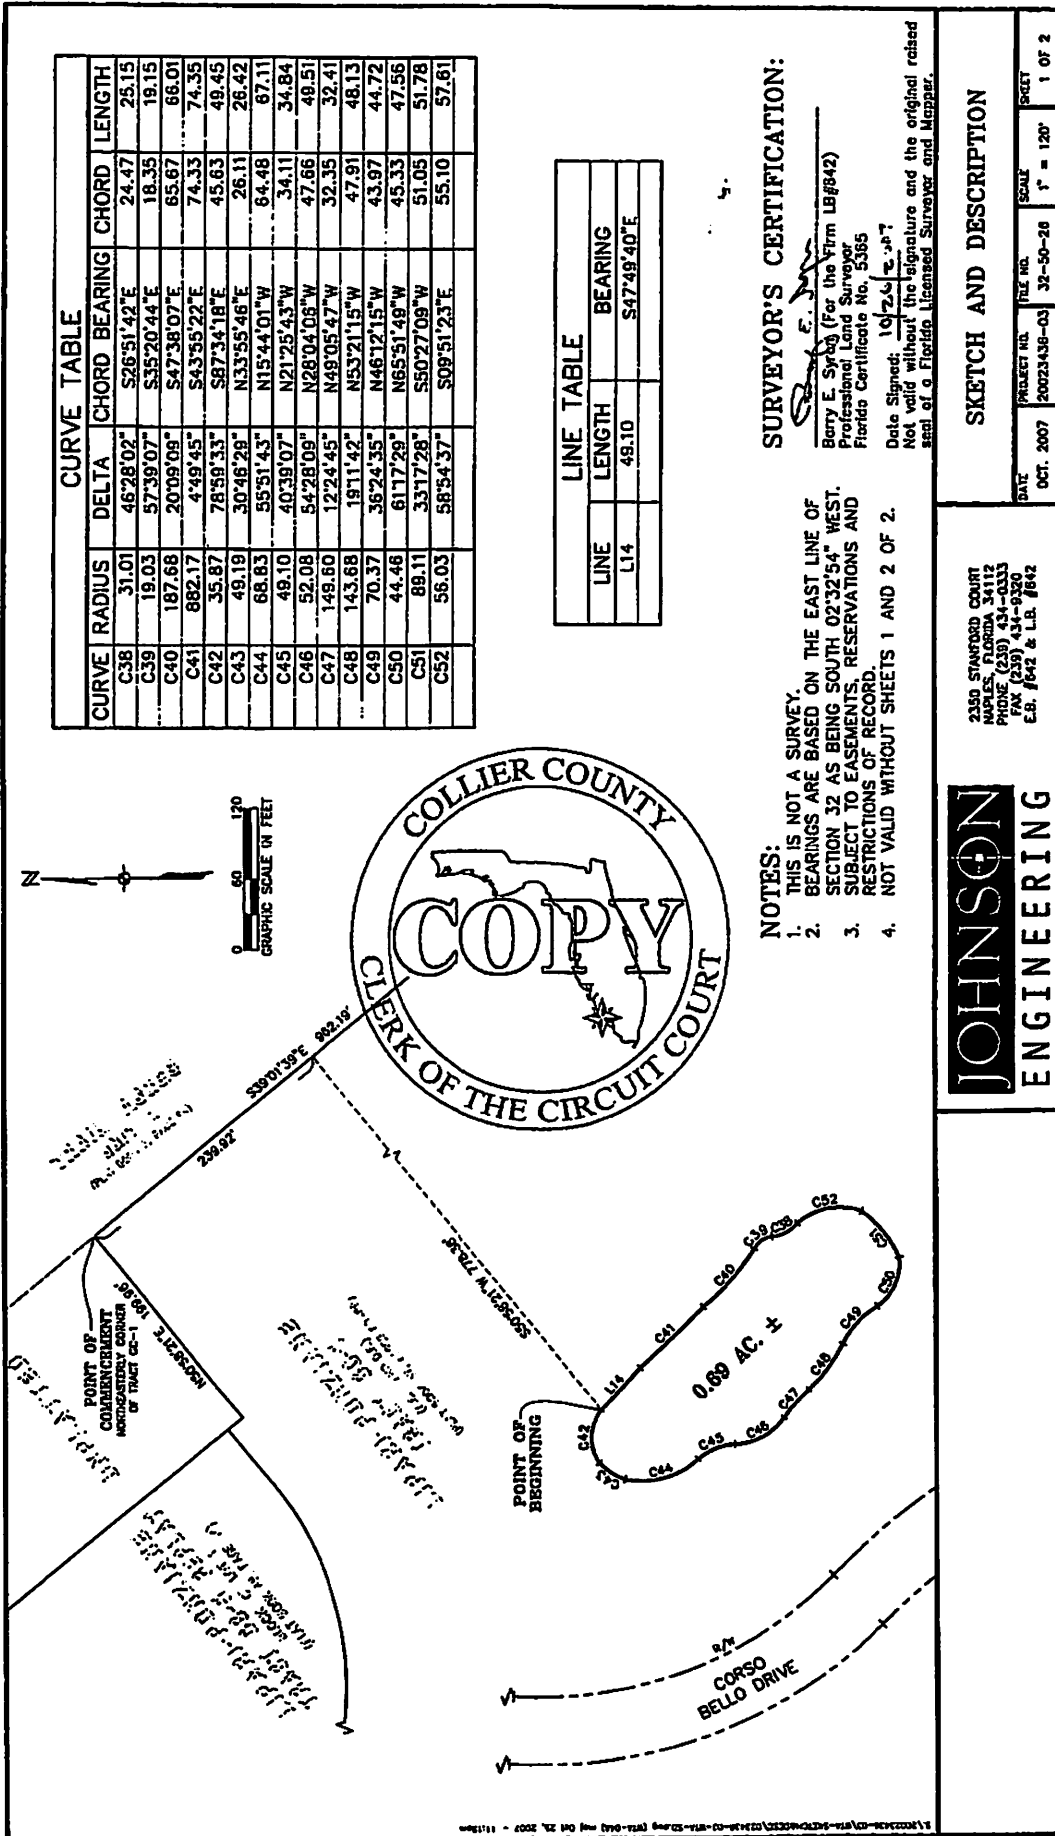 CURVE TABLE
CURVE RADIUS DELTA CHORD BEARING CHORD LENGTH
C38 31.01 46°28'02" S26°51'42"E 24.47 25.15
C39 19.03 57°39'07" S35°20'44"E 18.35 19.15
C40 187.68 20°09'09" S47°38'07"E 65.67 66.01
C41 882.17 4°49'45" S43°55'22"E 74.33 74.35
C42 35.87 78°59'33" S87°34'18"E 45.63 49.45
C43 49.19 30°46'29" N33°55'46"E 26.11 26.42
C44 68.83 55°51'43" N15°44'01"W 64.48 67.11
C45 49.10 40°39'07" N21°25'43"W 34.11 34.84
C46 52.08 54°28'09" N28°04'06"W 47.66 49.51
C47 149.60 12°24'45" N49°05'47"W 32.35 32.41
C48 143.68 19°11'42" N53°21'15"W 47.91 48.13
C49 70.37 36°24'35" N46°12'15"W 43.97 44.72
C50 44.46 61°17'29" N65°51'49"W 45.33 47.56
C51 89.11 33°17'28" S50°27'09"W 51.05 51.78
C52 56.03 58°54'37" S09°51'23"E 55.10 57.61
LINE TABLE
LINE LENGTH BEARING
L14 49.10 S47°49'40"E
N
0 60 120
GRAPHIC SCALE IN FEET
COLLIER COUNTY
COPY
CLERK OF THE CIRCUIT COURT
UNPLATTED
POINT OF
COMMENCEMENT
NORTHEASTERLY CORNER
OF TRACT GC-1
N50°58'21"E 199.96'
239.92'
S39°01'39"E 962.19'
S50°58'21"W 778.36'
POINT OF
BEGINNING
L14
C41
C40
C39
C38
C52
C51
C50
C49
C48
C47
C46
C45
C44
C43
C42
0.69 AC. ±
R/W
CORSO
BELLO DRIVE
NOTES:
1. THIS IS NOT A SURVEY.
2. BEARINGS ARE BASED ON THE EAST LINE OF
SECTION 32 AS BEING SOUTH 02°32'54" WEST.
3. SUBJECT TO EASEMENTS, RESERVATIONS AND
RESTRICTIONS OF RECORD.
4. NOT VALID WITHOUT SHEETS 1 AND 2 OF 2.
SURVEYOR'S CERTIFICATION:
Barry E. Syren (For the Firm LB#642)
Professional Land Surveyor
Florida Certificate No. 5365
Date Signed: 10/26/2007
Not valid without the signature and the original raised
seal of a Florida Licensed Surveyor and Mapper.
JOHNSON
ENGINEERING
2350 STANFORD COURT
NAPLES, FLORIDA 34112
PHONE (239) 434-0333
FAX (239) 434-9320
E.B. #642 & L.B. #642
SKETCH AND DESCRIPTION
DATE PROJECT NO. FILE NO. SCALE SHEET
OCT. 2007 20023438-03 32-50-26 1" = 120' 1 OF 2